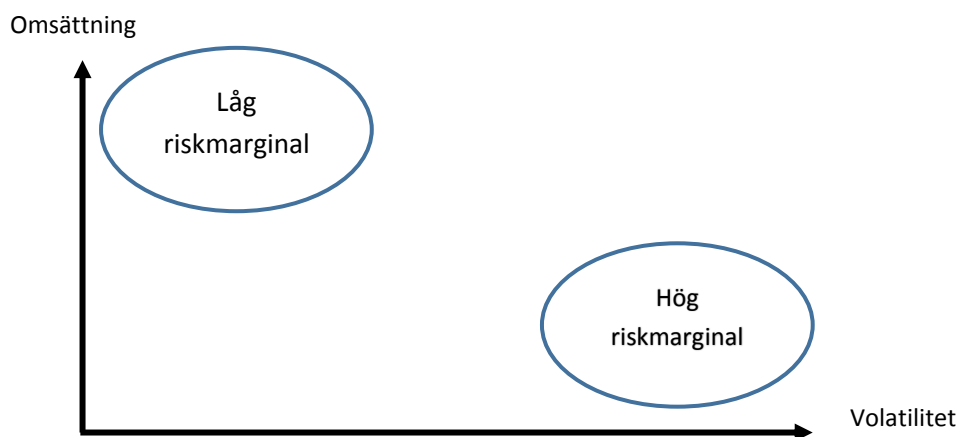 Omsättning
Låg
riskmarginal
Hög
riskmarginal
Volatilitet